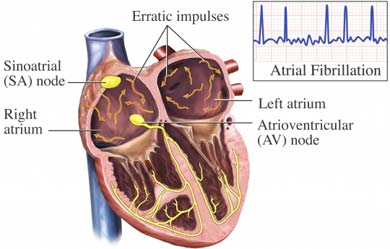 Erratic impulses
Sinoatrial
(SA) node
Right
atrium
Atrial Fibrillation
Left atrium
Atrioventricular
(AV) node